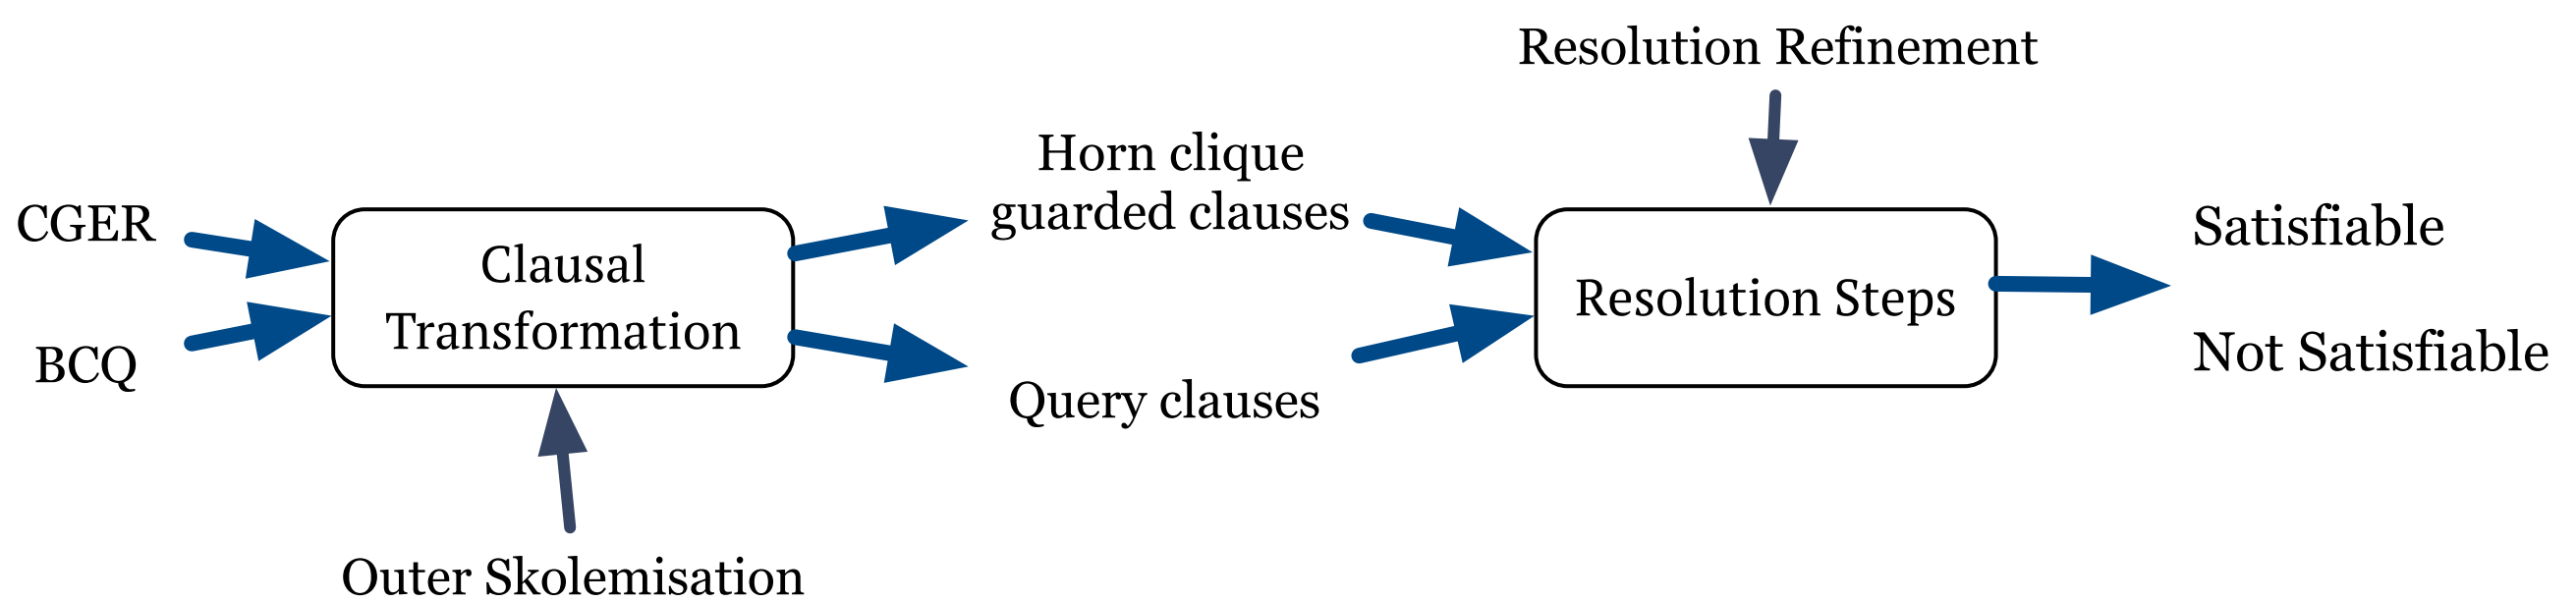 CGER
BCQ
Clausal
Transformation
Outer Skolemisation
Horn clique
guarded clauses
Query clauses
Resolution Refinement
Resolution Steps
Satisfiable
Not Satisfiable